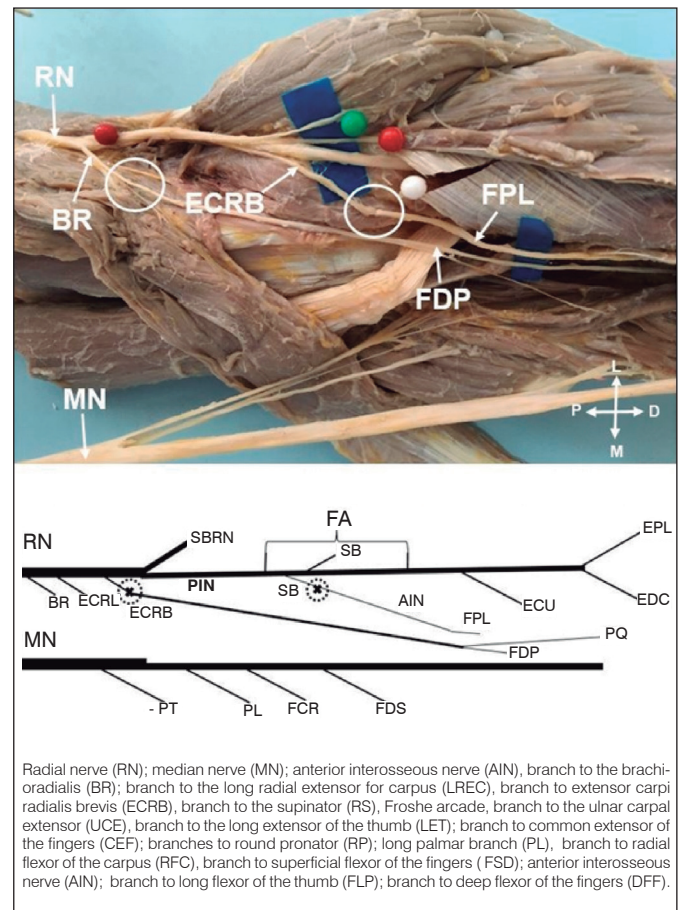 RN
BR
ECRB
FPL
FDP
MN
L
P D
M
FA
RN
SBRN
SB
EPL
BR
ECRL
ECRB
PIN
SB
AIN
FPL
ECU
EDC
PQ
FDP
MN
- PT
PL
FCR
FDS
Radial nerve (RN); median nerve (MN); anterior interosseous nerve (AIN), branch to the brachi-
oradialis (BR); branch to the long radial extensor for carpus (LREC), branch to extensor carpi
radialis brevis (ECRB), branch to the supinator (RS), Froshe arcade, branch to the ulnar carpal
extensor (UCE), branch to the long extensor of the thumb (LET); branch to common extensor of
the fingers (CEF); branches to round pronator (RP); long palmar branch (PL), branch to radial
flexor of the carpus (RFC), branch to superficial flexor of the fingers ( FSD); anterior interosseous
nerve (AIN); branch to long flexor of the thumb (FLP); branch to deep flexor of the fingers (DFF).